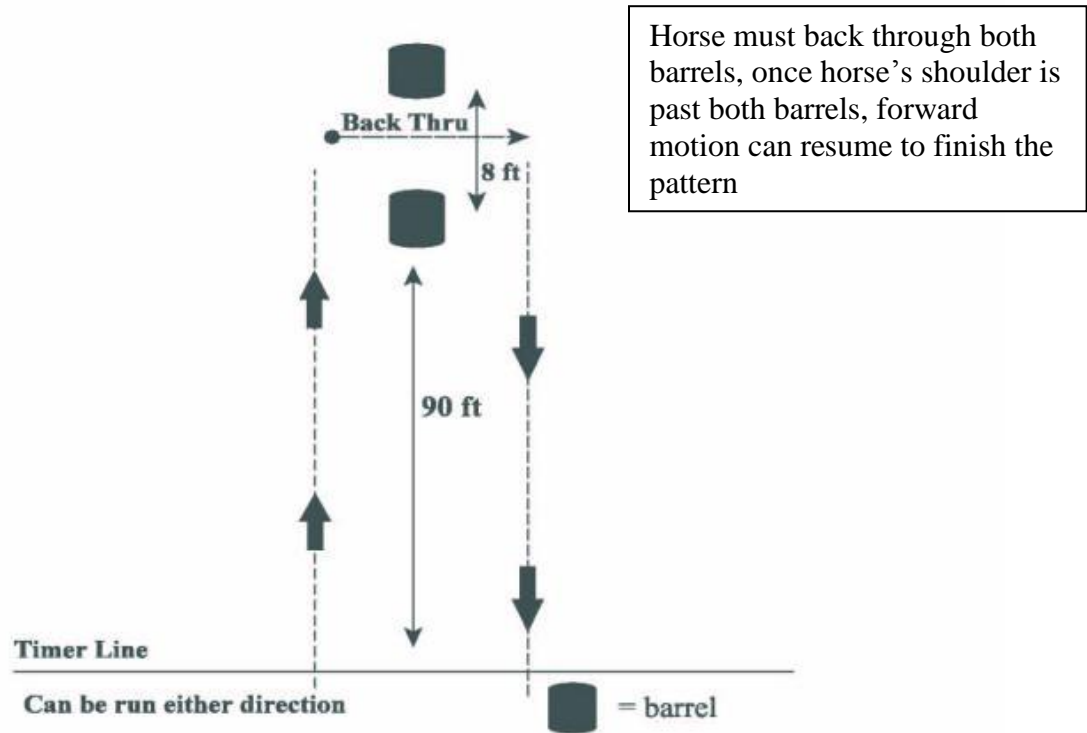 Horse must back through both
barrels, once horse's shoulder is
past both barrels, forward
motion can resume to finish the
pattern
Back Thru
8 ft
90 ft
Timer Line
Can be run either direction
= barrel